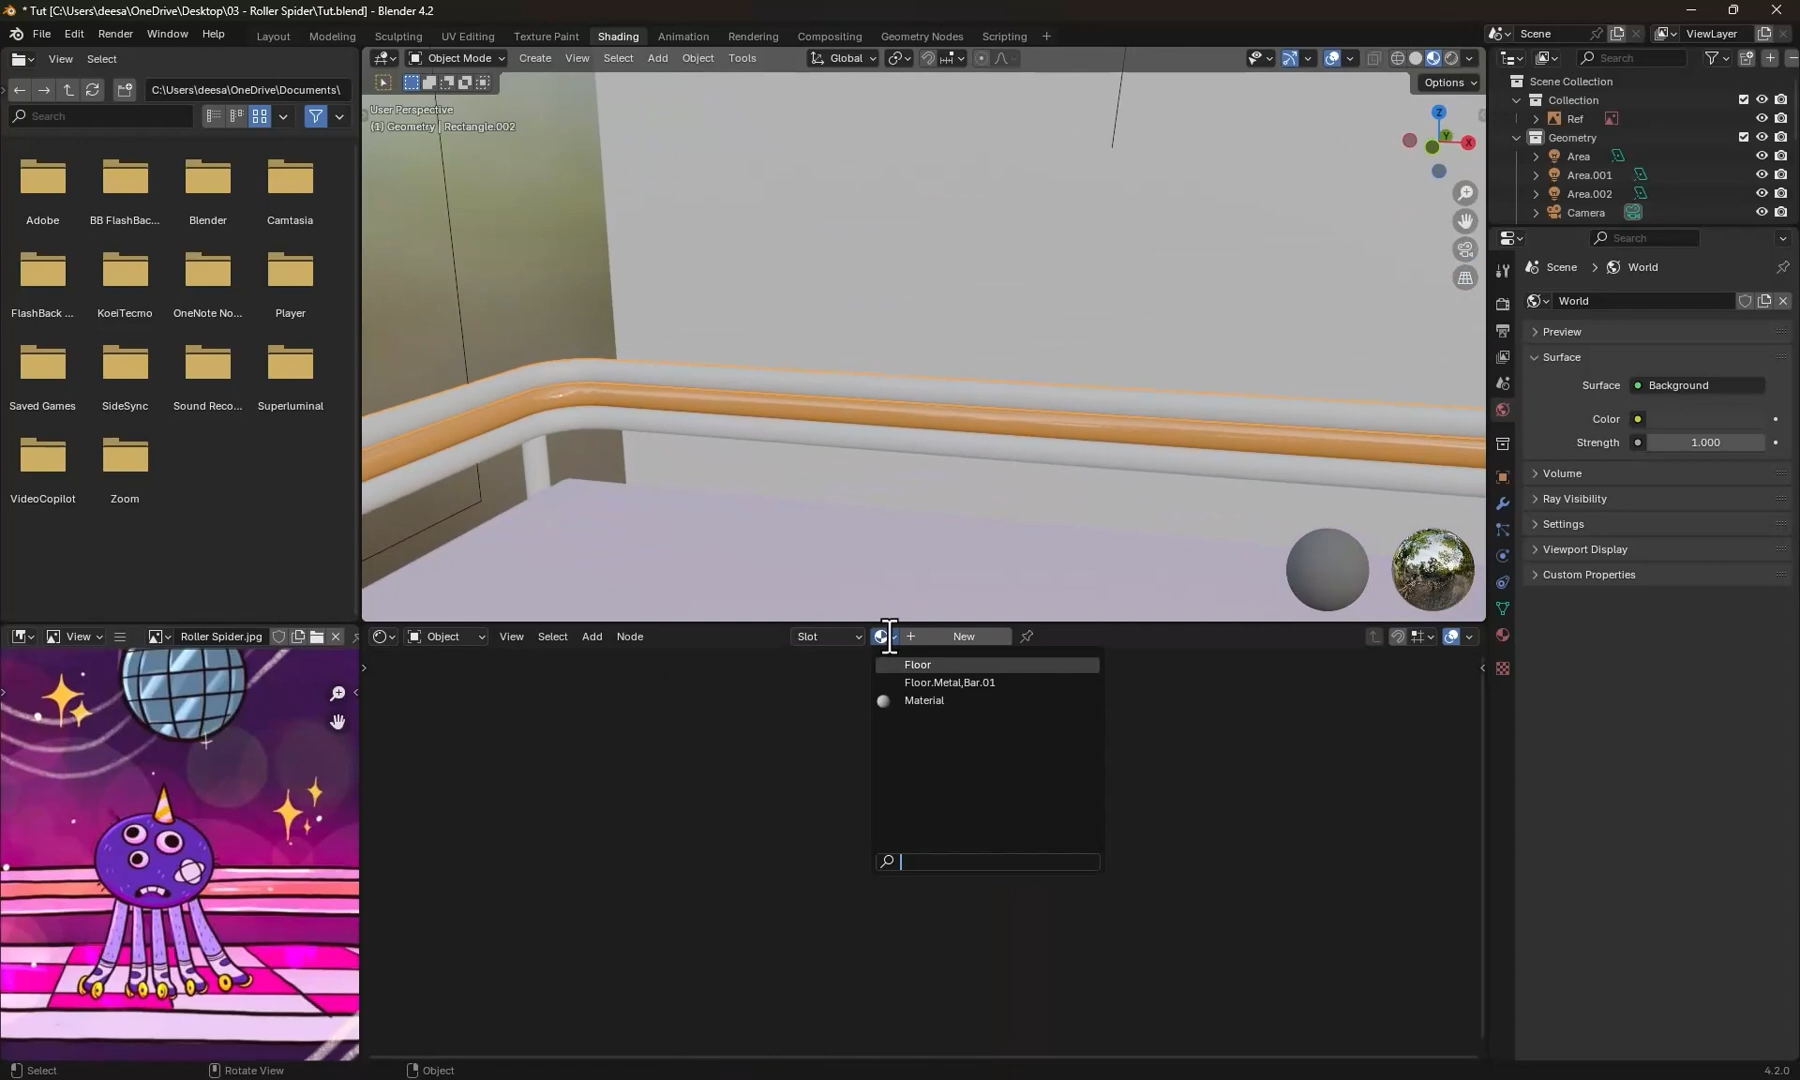 * Tut [C:\Users\deesa\OneDrive\Desktop\03 - Roller Spider\Tut.blend] - Blender 4.2
File Edit Render Window Help
Layout Modeling Sculpting UV Editing Texture Paint Shading Animation Rendering Compositing Geometry Nodes Scripting +
Scene ViewLayer
View Select
Object Mode Create View Select Add Object Tools
Global
Search
C:\Users\deesa\OneDrive\Documents\
Search
Options
User Perspective
(1) Geometry | Rectangle.002
Z
Y
X
Scene Collection
Collection
Ref
Geometry
Area
Area.001
Area.002
Camera
Adobe BB FlashBac... Blender Camtasia
FlashBack ... KoeiTecmo OneNote No... Player
Saved Games SideSync Sound Reco... Superluminal
VideoCopilot Zoom
Search
Scene World
World
Preview
Surface
Surface Background
Color
Strength 1.000
Volume
Ray Visibility
Settings
Viewport Display
Custom Properties
View Roller Spider.jpg
Object View Select Add Node Slot New
Floor
Floor.Metal,Bar.01
Material
Select Rotate View Object
4.2.0